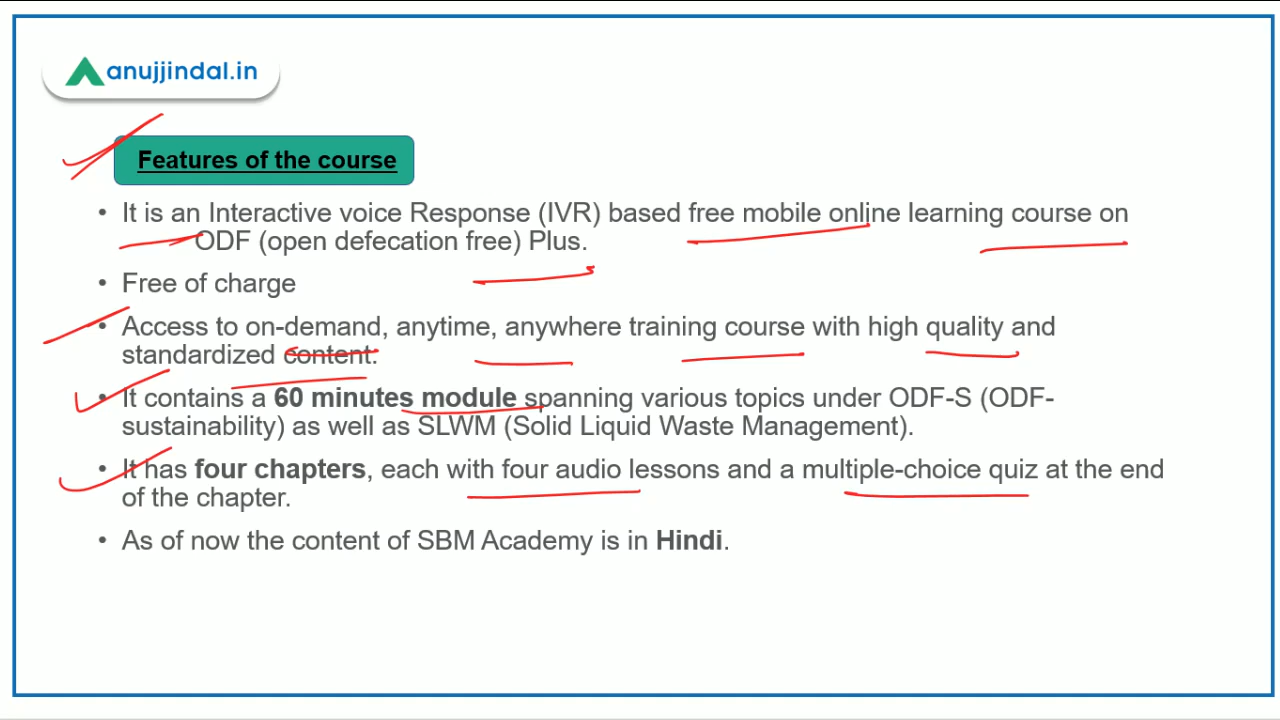 anujjindal.in
Features of the course
• It is an Interactive voice Response (IVR) based free mobile online learning course on
ODF (open defecation free) Plus.
• Free of charge
• Access to on-demand, anytime, anywhere training course with high quality and
standardized content.
• It contains a 60 minutes module spanning various topics under ODF-S (ODF-
sustainability) as well as SLWM (Solid Liquid Waste Management).
• It has four chapters, each with four audio lessons and a multiple-choice quiz at the end
of the chapter.
• As of now the content of SBM Academy is in Hindi.